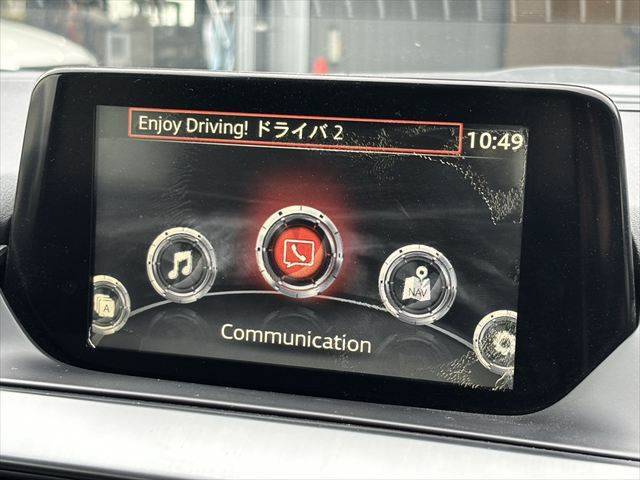 Enjoy Driving! ドライバ 2
10:49
A
NAV
Communication